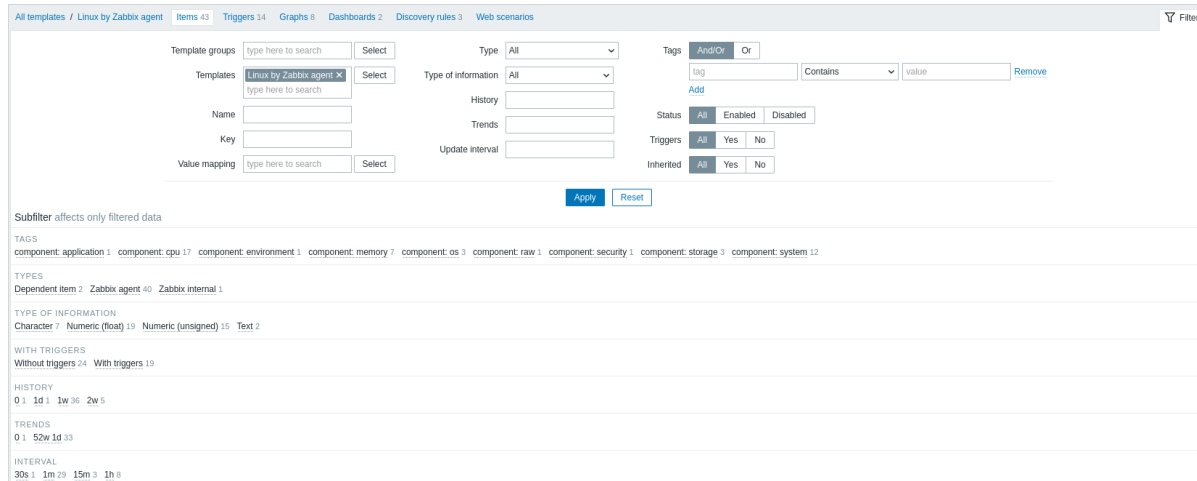 All templates / Linux by Zabbix agent Items 43 Triggers 14 Graphs 8 Dashboards 2 Discovery rules 3 Web scenarios Filter
Template groups type here to search Select Type All Tags And/Or Or
Templates Linux by Zabbix agent Select Type of information All tag Contains value Remove
type here to search Add
History
Name Status All Enabled Disabled
Trends
Key Triggers All Yes No
Update interval
Value mapping type here to search Select Inherited All Yes No
Apply Reset
Subfilter affects only filtered data
TAGS
component: application 1 component: cpu 17 component: environment 1 component: memory 7 component: os 3 component: raw 1 component: security 1 component: storage 3 component: system 12
TYPES
Dependent item 2 Zabbix agent 40 Zabbix internal 1
TYPE OF INFORMATION
Character 7 Numeric (float) 19 Numeric (unsigned) 15 Text 2
WITH TRIGGERS
Without triggers 24 With triggers 19
HISTORY
0 1 1d 1 1w 36 2w 5
TRENDS
0 1 52w 1d 33
INTERVAL
30s 1 1m 29 15m 3 1h 8